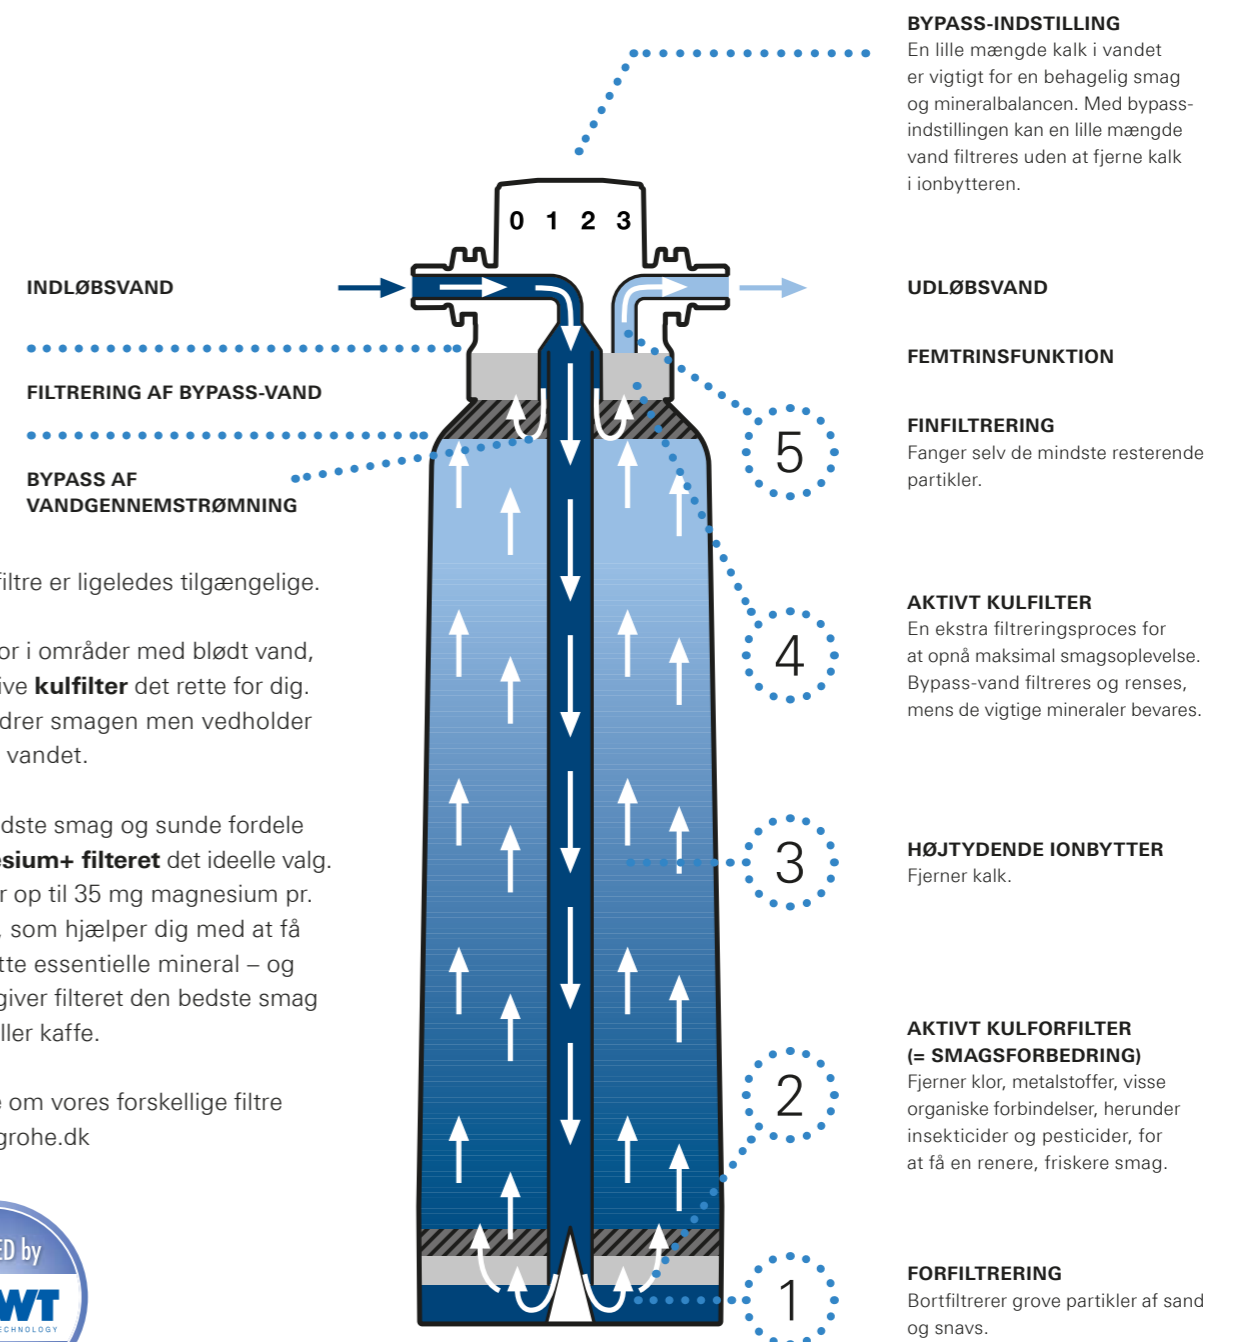 BYPASS-INDSTILLING
En lille mængde kalk i vandet
er vigtigt for en behagelig smag
og mineralbalancen. Med bypass-
indstillingen kan en lille mængde
vand filtreres uden at fjerne kalk
i ionbytteren.
0 1 2 3
INDLØBSVAND
FILTRERING AF BYPASS-VAND
BYPASS AF
VANDGENNEMSTRØMNING
UDLØBSVAND
FEMTRINSFUNKTION
5
FINFILTRERING
Fanger selv de mindste resterende
partikler.
4
AKTIVT KULFILTER
En ekstra filtreringsproces for
at opnå maksimal smagsoplevelse.
Bypass-vand filtreres og renses,
mens de vigtige mineraler bevares.
3
HØJTYDENDE IONBYTTER
Fjerner kalk.
2
AKTIVT KULFORFILTER
(= SMAGSFORBEDRING)
Fjerner klor, metalstoffer, visse
organiske forbindelser, herunder
insekticider og pesticider, for
at få en renere, friskere smag.
1
FORFILTRERING
Bortfiltrerer grove partikler af sand
og snavs.
filtre er ligeledes tilgængelige.
or i områder med blødt vand,
ive kulfilter det rette for dig.
drer smagen men vedholder
vandet.
dste smag og sunde fordele
esium+ filteret det ideelle valg.
r op til 35 mg magnesium pr.
, som hjælper dig med at få
tte essentielle mineral – og
giver filteret den bedste smag
ller kaffe.
e om vores forskellige filtre
grohe.dk
ED by
WT
ECHNOLOGY